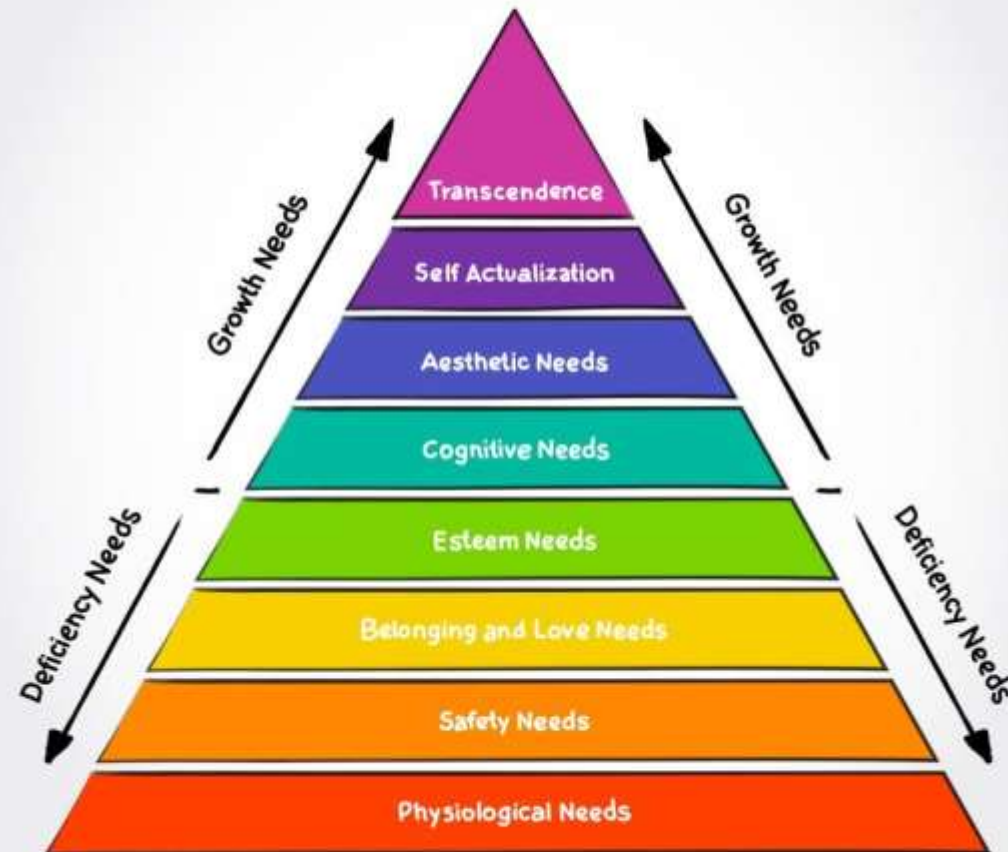 Transcendence
Growth Needs
Growth Needs
Self Actualization
Aesthetic Needs
Cognitive Needs
Esteem Needs
Deficiency Needs
Deficiency Needs
Belonging and Love Needs
Safety Needs
Physiological Needs